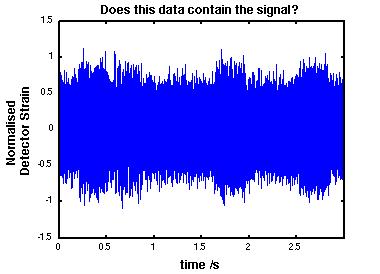 Does this data contain the signal?
1.5
1
0.5
0
-0.5
-1
-1.5
Normalised
Detector Strain
0 0.5 1 1.5 2 2.5
time /s